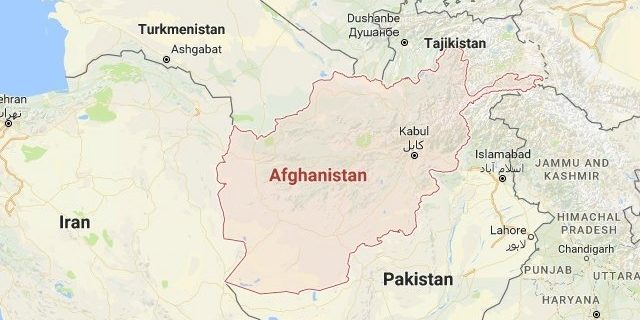 Dushanbe
Душанбе
Turkmenistan
Tajikistan
Ashgabat
ehran
تهران
Kabul
کابل
Islamabad
اسلام آباد
JAMMU AND
KASHMIR
Afghanistan
Iran
HIMACHAL
PRADESH
Lahore
لاہور
Chandigarh
Pakistan
PUNJAB
UTTARA
HARYANA